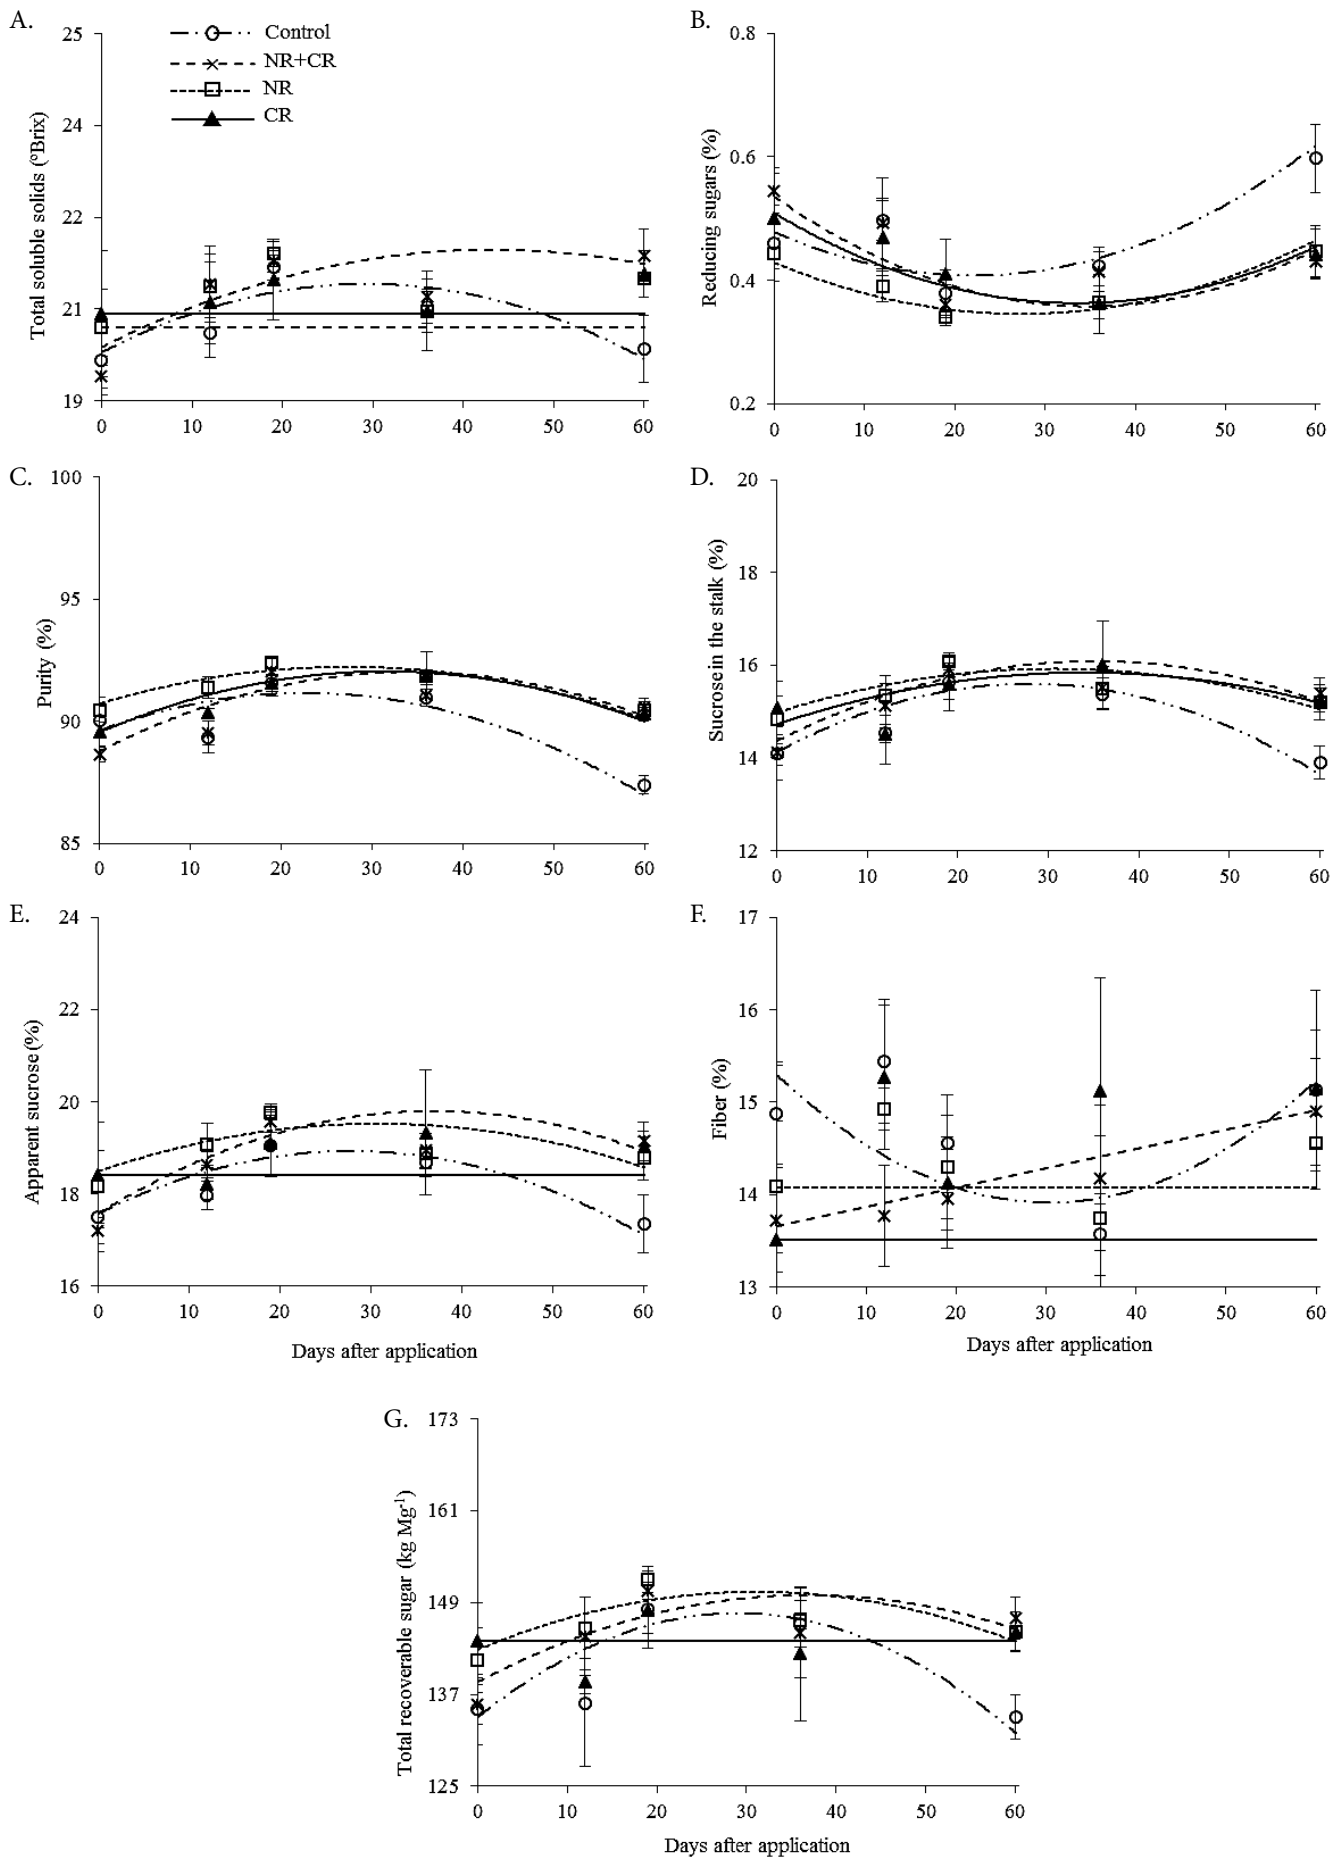 A.
Control
NR+CR
NR
CR
Total soluble solids (ºBrix)
25
24
22
21
19
0 10 20 30 40 50 60
B.
Reducing sugars (%)
0.8
0.6
0.4
0.2
0 10 20 30 40 50 60
C.
Purity (%)
100
95
90
85
0 10 20 30 40 50 60
D.
Sucrose in the stalk (%)
20
18
16
14
12
0 10 20 30 40 50 60
E.
Apparent sucrose (%)
24
22
20
18
16
0 10 20 30 40 50 60
Days after application
F.
Fiber (%)
17
16
15
14
13
0 10 20 30 40 50 60
Days after application
G.
Total recoverable sugar (kg Mg⁻¹)
173
161
149
137
125
0 10 20 30 40 50 60
Days after application